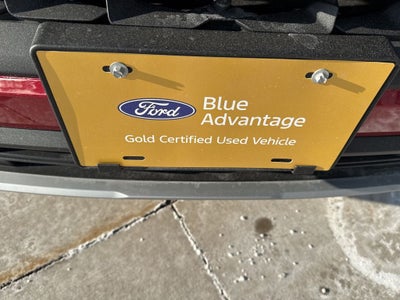 Ford
Blue
Advantage
Gold Certified Used Vehicle